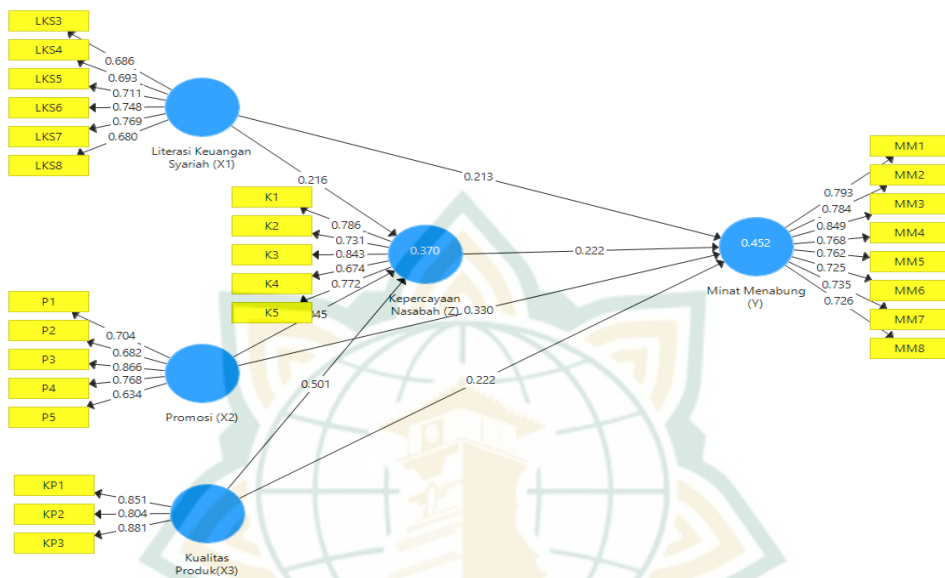 LKS3
LKS4
LKS5
LKS6
LKS7
LKS8
0.686
0.693
0.711
0.748
0.769
0.680
Literasi Keuangan
Syariah (X1)
0.216
0.213
K1
K2
K3
K4
K5
0.786
0.731
0.843
0.674
0.772
0.370
Kepercayaan
Nasabah (Z)
0.222
P1
P2
P3
P4
P5
0.704
0.682
0.866
0.768
0.634
Promosi (X2)
0.330
0.501
0.222
KP1
KP2
KP3
0.851
0.804
0.881
Kualitas
Produk(X3)
0.452
Minat Menabung
(Y)
0.793
0.784
0.849
0.768
0.762
0.725
0.735
0.726
MM1
MM2
MM3
MM4
MM5
MM6
MM7
MM8